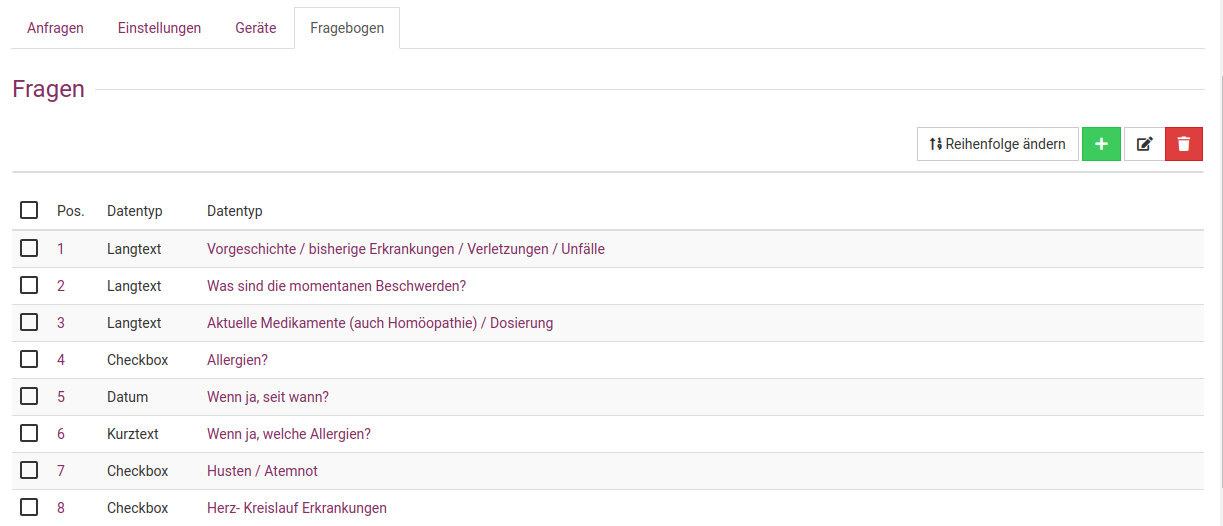 Anfragen Einstellungen Geräte Fragebogen
Fragen
Reihenfolge ändern
Pos. Datentyp Datentyp
1 Langtext Vorgeschichte / bisherige Erkrankungen / Verletzungen / Unfälle
2 Langtext Was sind die momentanen Beschwerden?
3 Langtext Aktuelle Medikamente (auch Homöopathie) / Dosierung
4 Checkbox Allergien?
5 Datum Wenn ja, seit wann?
6 Kurztext Wenn ja, welche Allergien?
7 Checkbox Husten / Atemnot
8 Checkbox Herz- Kreislauf Erkrankungen